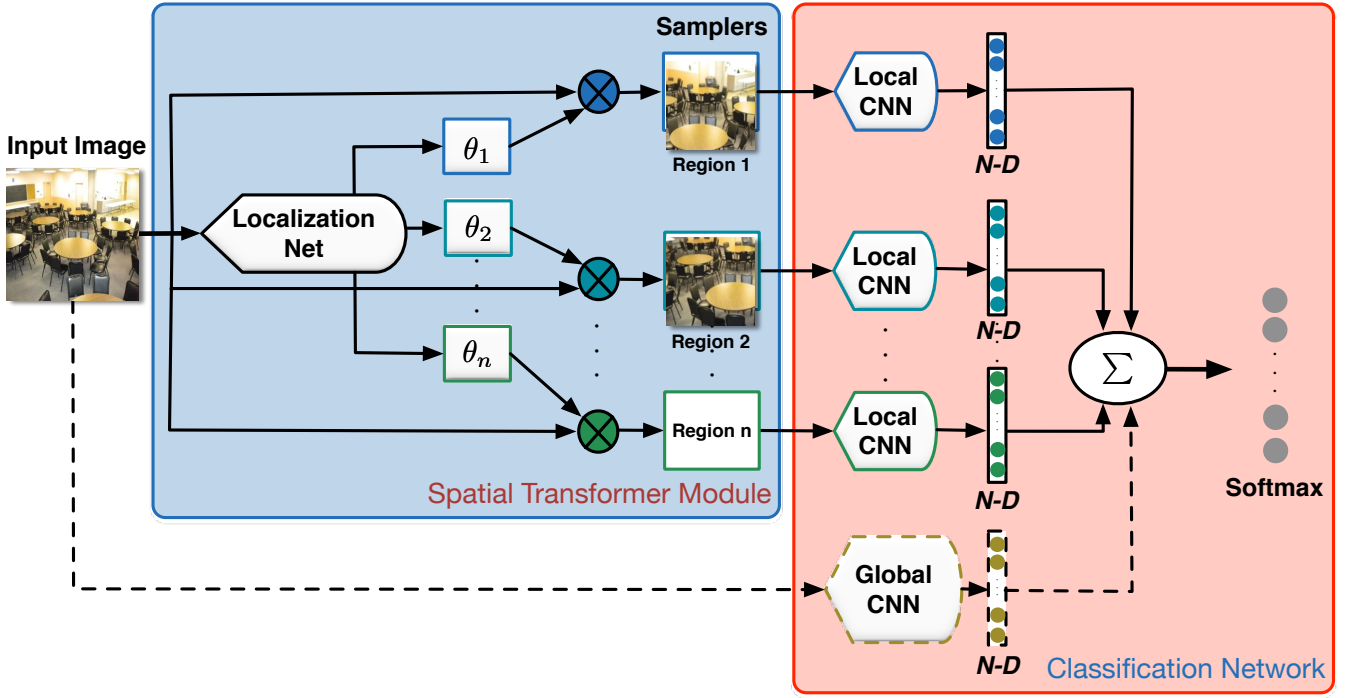 Samplers
Input Image
Localization
Net
θ1
θ2
θn
Region 1
Region 2
Region n
Spatial Transformer Module
Local
CNN
N-D
Local
CNN
N-D
Local
CNN
N-D
Global
CNN
N-D
Σ
Softmax
Classification Network